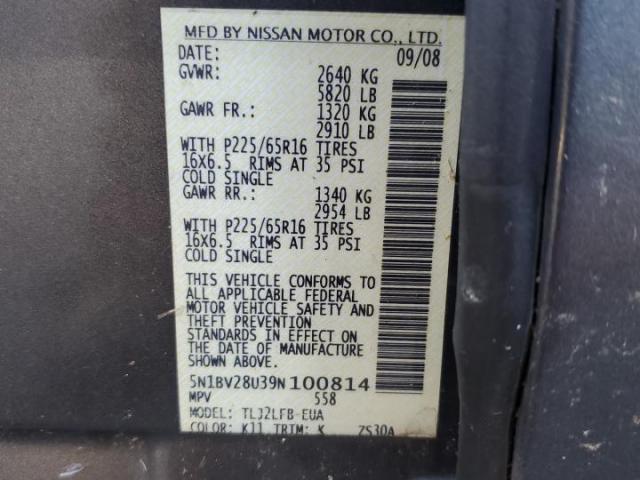 MFD BY NISSAN MOTOR CO., LTD.
DATE: 09/08
GVWR: 2640 KG
5820 LB
GAWR FR.: 1320 KG
2910 LB
WITH P225/65R16 TIRES
16X6.5 RIMS AT 35 PSI
COLD SINGLE
GAWR RR.: 1340 KG
2954 LB
WITH P225/65R16 TIRES
16X6.5 RIMS AT 35 PSI
COLD SINGLE
THIS VEHICLE CONFORMS TO
ALL APPLICABLE FEDERAL
MOTOR VEHICLE SAFETY AND
THEFT PREVENTION
STANDARDS IN EFFECT ON
THE DATE OF MANUFACTURE
SHOWN ABOVE.
5N1BV28U39N100814
MPV 558
MODEL: TLJ2LFB-EUA
COLOR: K11 TRIM: K ZS30A